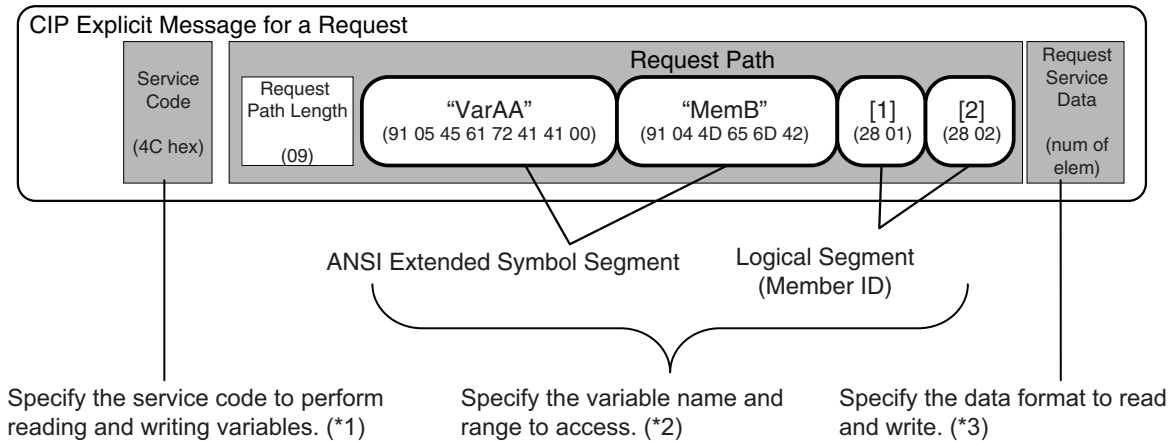 CIP Explicit Message for a Request
Service
Code
(4C hex)
Request Path
Request
Path Length
(09)
“VarAA”
(91 05 45 61 72 41 41 00)
“MemB”
(91 04 4D 65 6D 42)
[1]
(28 01)
[2]
(28 02)
Request
Service
Data
(num of
elem)
ANSI Extended Symbol Segment
Logical Segment
(Member ID)
Specify the service code to perform
reading and writing variables. (*1)
Specify the variable name and
range to access. (*2)
Specify the data format to read
and write. (*3)